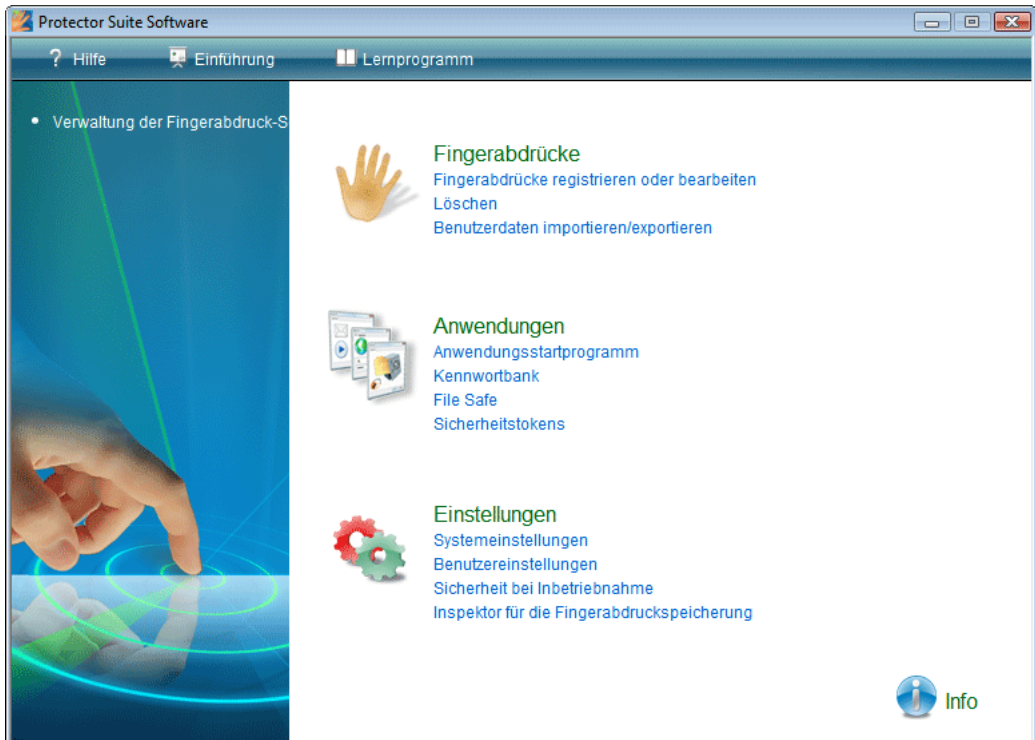 Protector Suite Software
? Hilfe Einführung Lernprogramm
Verwaltung der Fingerabdruck-S
Fingerabdrücke
Fingerabdrücke registrieren oder bearbeiten
Löschen
Benutzerdaten importieren/exportieren
Anwendungen
Anwendungsstartprogramm
Kennwortbank
File Safe
Sicherheitstokens
Einstellungen
Systemeinstellungen
Benutzereinstellungen
Sicherheit bei Inbetriebnahme
Inspektor für die Fingerabdruckspeicherung
Info